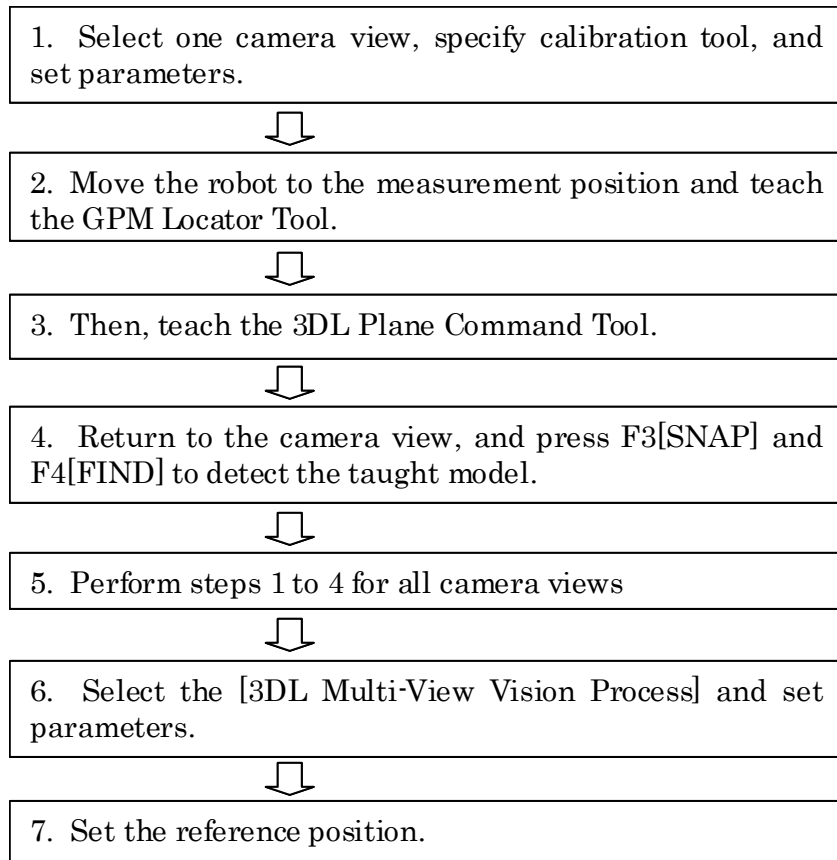 1. Select one camera view, specify calibration tool, and
set parameters.
2. Move the robot to the measurement position and teach
the GPM Locator Tool.
3. Then, teach the 3DL Plane Command Tool.
4. Return to the camera view, and press F3[SNAP] and
F4[FIND] to detect the taught model.
5. Perform steps 1 to 4 for all camera views
6. Select the [3DL Multi-View Vision Process] and set
parameters.
7. Set the reference position.